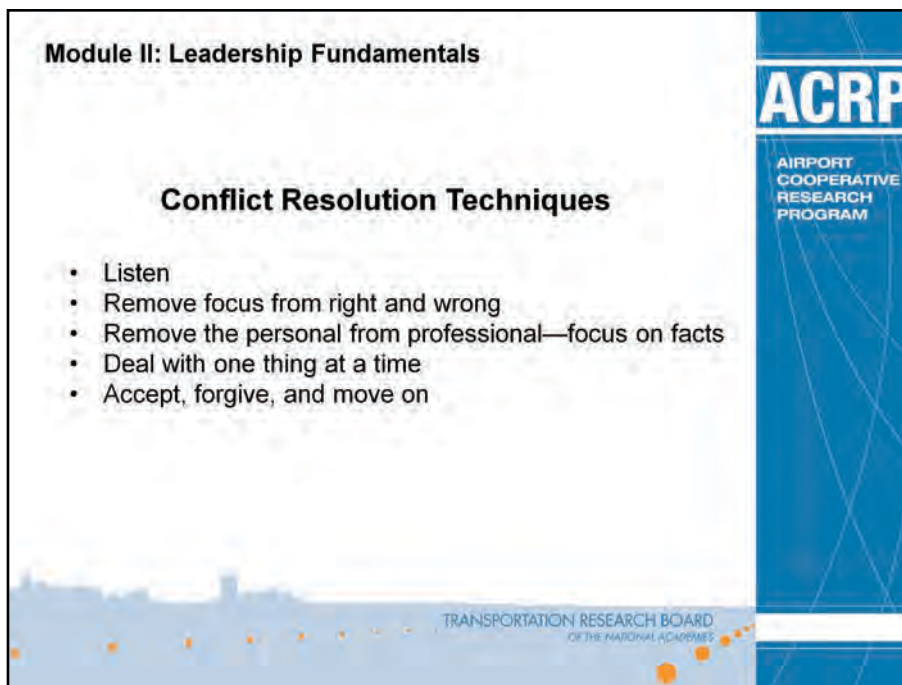 Module II: Leadership Fundamentals
ACRP
AIRPORT
COOPERATIVE
RESEARCH
PROGRAM
Conflict Resolution Techniques
• Listen
• Remove focus from right and wrong
• Remove the personal from professional—focus on facts
• Deal with one thing at a time
• Accept, forgive, and move on
TRANSPORTATION RESEARCH BOARD
OF THE NATIONAL ACADEMIES